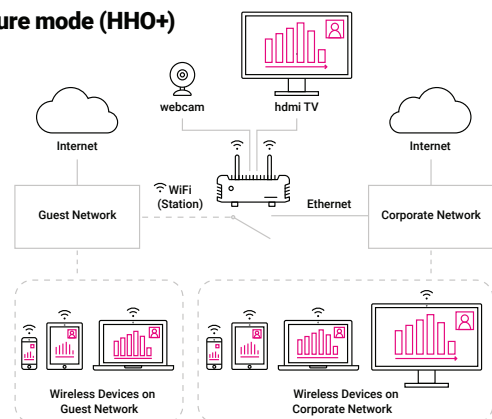 ure mode (HHO+)
webcam
hdmi TV
Internet
Internet
WiFi
(Station)
Ethernet
Guest Network
Corporate Network
Wireless Devices on
Guest Network
Wireless Devices on
Corporate Network